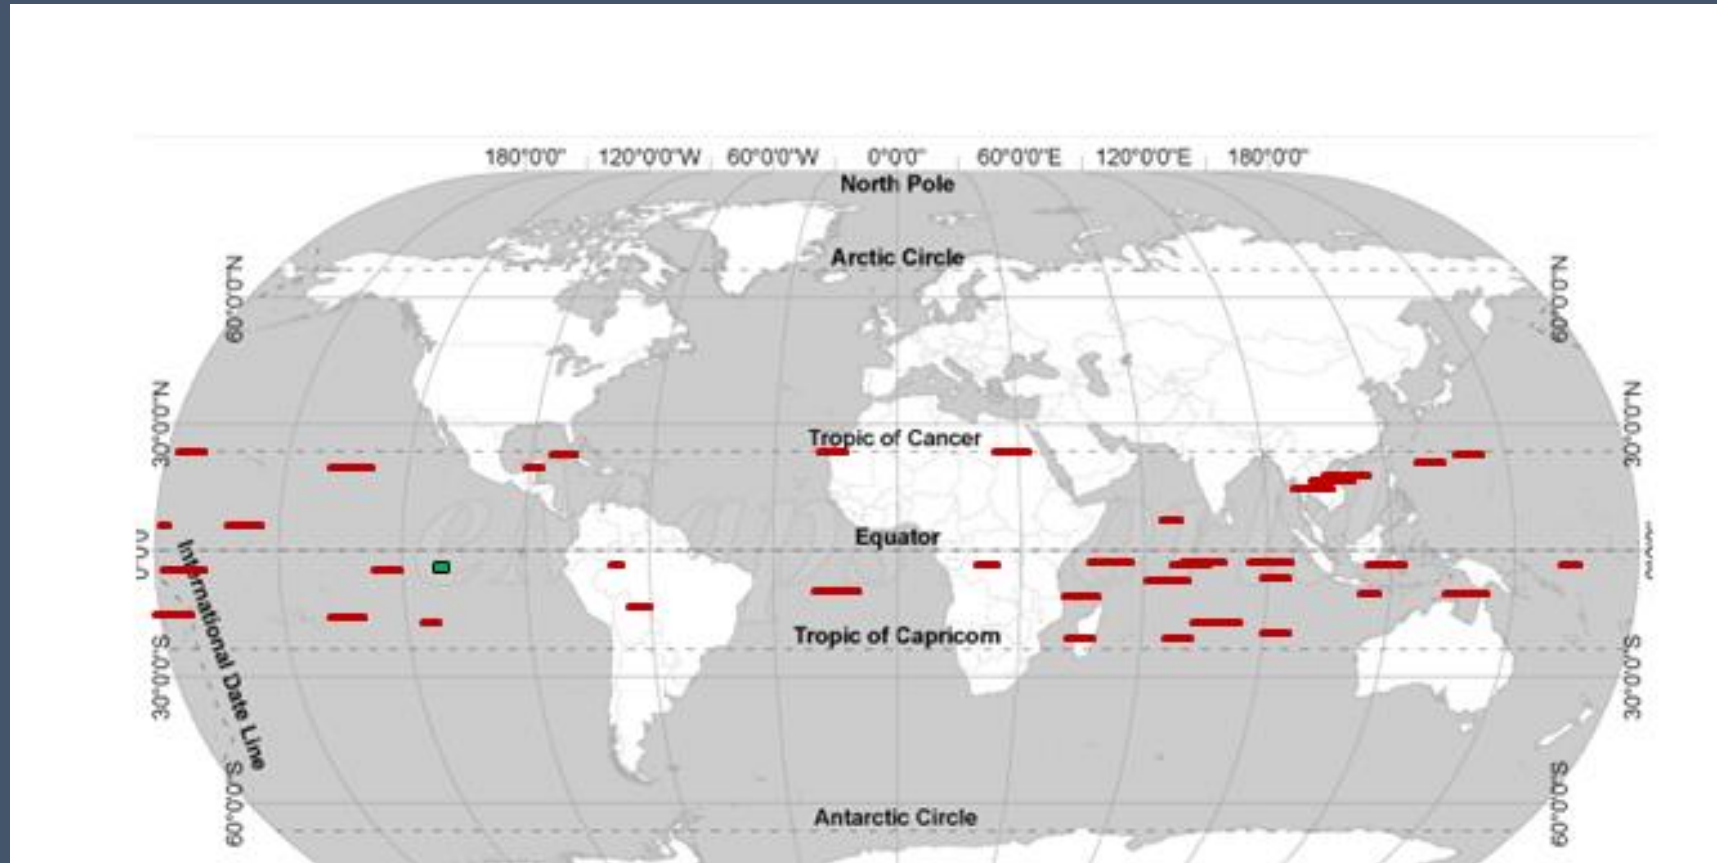 180°0'0" 120°0'0"W 60°0'0"W 0°0'0" 60°0'0"E 120°0'0"E 180°0'0"
North Pole
Arctic Circle
60°0'0"N 60°0'0"N
30°0'0"N 30°0'0"N
Tropic of Cancer
Equator
International Date Line
Tropic of Capricorn
30°0'0"S 30°0'0"S
60°0'0"S 60°0'0"S
Antarctic Circle